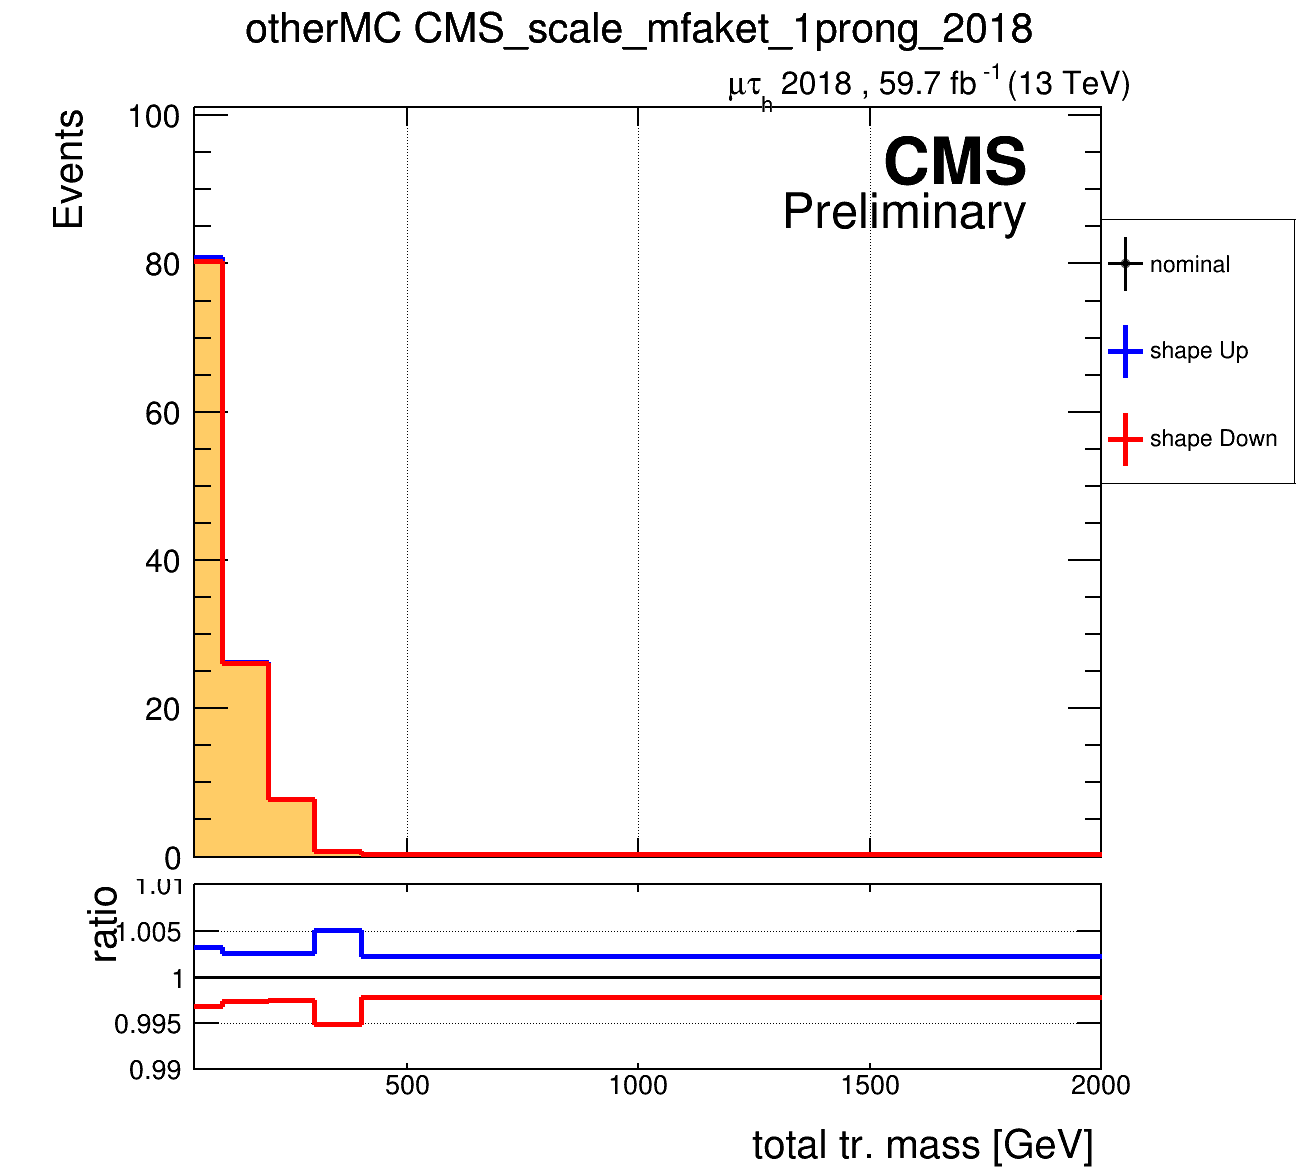 otherMC CMS_scale_mfaket_1prong_2018
μτh 2018 , 59.7 fb-1 (13 TeV)
Events
100
80
60
40
20
0
CMS
Preliminary
nominal
shape Up
shape Down
ratio
1.01
1.005
1
0.995
0.99
500 1000 1500 2000
total tr. mass [GeV]